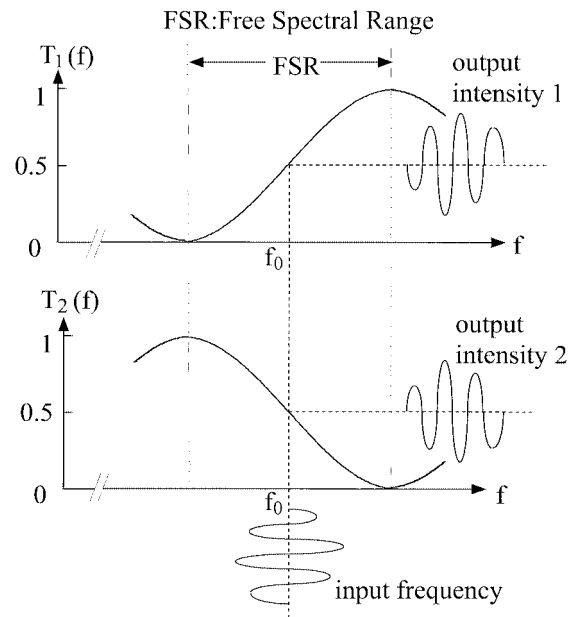 FSR:Free Spectral Range
T1 (f)
FSR
output
intensity 1
1
0.5
0
f0
f
T2 (f)
output
intensity 2
1
0.5
0
f0
f
input frequency